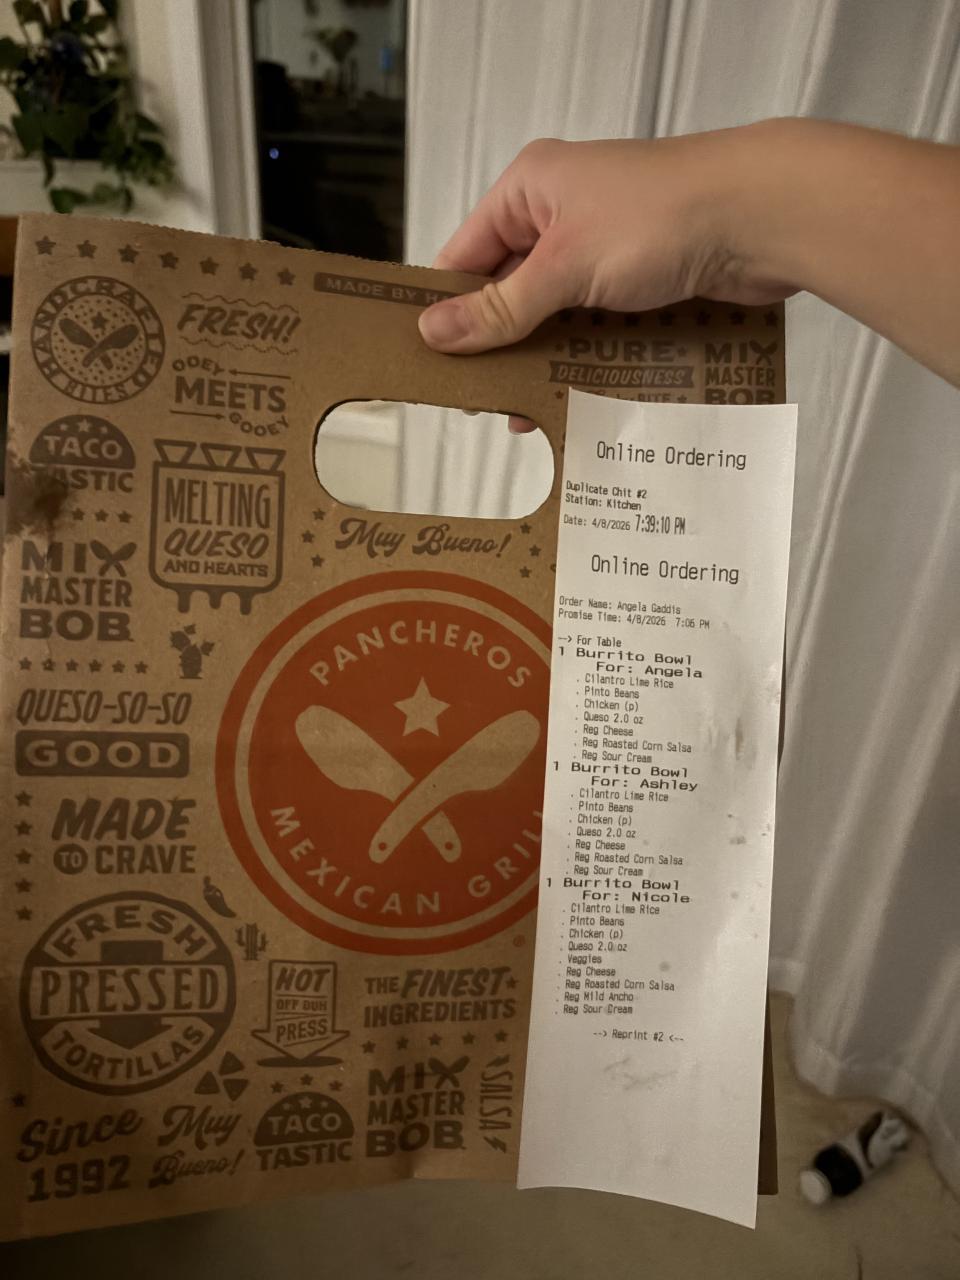 MADE BY
HANDCRAFTED
BITES
FRESH!
OOEY
MEETS
GOOEY
PURE
DELICIOUSNESS
BITE
MIX
MASTER
BOB
TACO
TASTIC
MELTING
QUESO
AND HEARTS
Muy Bueno!
MIX
MASTER
BOB
QUESO-SO-SO
GOOD
MADE
TO CRAVE
PANCHEROS
MEXICAN GRILL
®
FRESH
PRESSED
TORTILLAS
HOT
OFF OUR
PRESS
THE FINEST
INGREDIENTS
Since
1992
Muy
Bueno!
TACO
TASTIC
MIX
MASTER
BOB
SALSA
Online Ordering
Duplicate Chit #2
Station: Kitchen
Date: 4/8/2026 7:39:10 PM
Online Ordering
Order Name: Angela Gaddis
Promise Time: 4/8/2026 7:06 PM
--> For Table
1 Burrito Bowl
For: Angela
. Cilantro Lime Rice
. Pinto Beans
. Chicken (p)
. Queso 2.0 oz
. Reg Cheese
. Reg Roasted Corn Salsa
. Reg Sour Cream
1 Burrito Bowl
For: Ashley
. Cilantro Lime Rice
. Pinto Beans
. Chicken (p)
. Queso 2.0 oz
. Reg Cheese
. Reg Roasted Corn Salsa
. Reg Sour Cream
1 Burrito Bowl
For: Nicole
. Cilantro Lime Rice
. Pinto Beans
. Chicken (p)
. Queso 2.0 oz
. Veggies
. Reg Cheese
. Reg Roasted Corn Salsa
. Reg Mild Ancho
. Reg Sour Cream
--> Reprint #2 <--